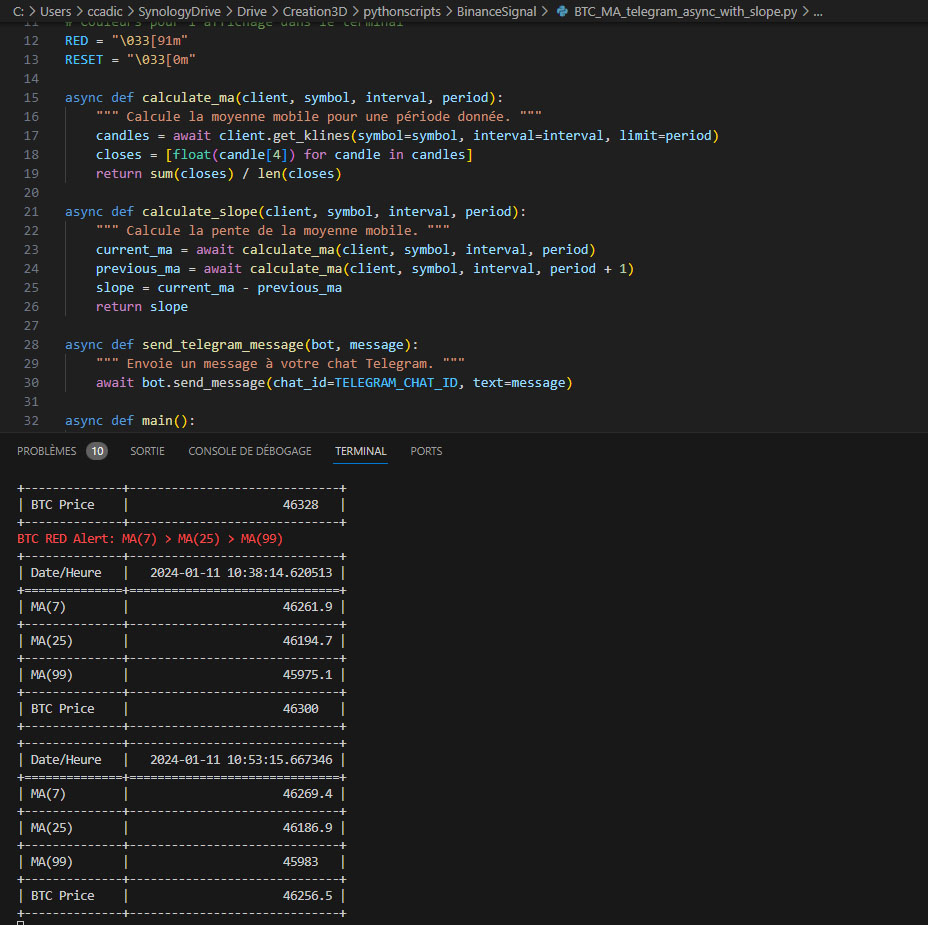 C: > Users > ccadic > SynologyDrive > Drive > Creation3D > pythonscripts > BinanceSignal > BTC_MA_telegram_async_with_slope.py > ...
11 # Couleurs pour l'affichage dans le terminal
12 RED = "\033[91m"
13 RESET = "\033[0m"
14
15 async def calculate_ma(client, symbol, interval, period):
16 """ Calcule la moyenne mobile pour une période donnée. """
17 candles = await client.get_klines(symbol=symbol, interval=interval, limit=period)
18 closes = [float(candle[4]) for candle in candles]
19 return sum(closes) / len(closes)
20
21 async def calculate_slope(client, symbol, interval, period):
22 """ Calcule la pente de la moyenne mobile. """
23 current_ma = await calculate_ma(client, symbol, interval, period)
24 previous_ma = await calculate_ma(client, symbol, interval, period + 1)
25 slope = current_ma - previous_ma
26 return slope
27
28 async def send_telegram_message(bot, message):
29 """ Envoie un message à votre chat Telegram. """
30 await bot.send_message(chat_id=TELEGRAM_CHAT_ID, text=message)
31
32 async def main():
PROBLÈMES 10 SORTIE CONSOLE DE DÉBOGAGE TERMINAL PORTS
+--------------+-----------------------------+
| BTC Price | 46328 |
+--------------+-----------------------------+
BTC RED Alert: MA(7) > MA(25) > MA(99)
+--------------+-----------------------------+
| Date/Heure | 2024-01-11 10:38:14.620513 |
+==============+=============================+
| MA(7) | 46261.9 |
+--------------+-----------------------------+
| MA(25) | 46194.7 |
+--------------+-----------------------------+
| MA(99) | 45975.1 |
+--------------+-----------------------------+
| BTC Price | 46300 |
+--------------+-----------------------------+
+--------------+-----------------------------+
| Date/Heure | 2024-01-11 10:53:15.667346 |
+==============+=============================+
| MA(7) | 46269.4 |
+--------------+-----------------------------+
| MA(25) | 46186.9 |
+--------------+-----------------------------+
| MA(99) | 45983 |
+--------------+-----------------------------+
| BTC Price | 46256.5 |
+--------------+-----------------------------+